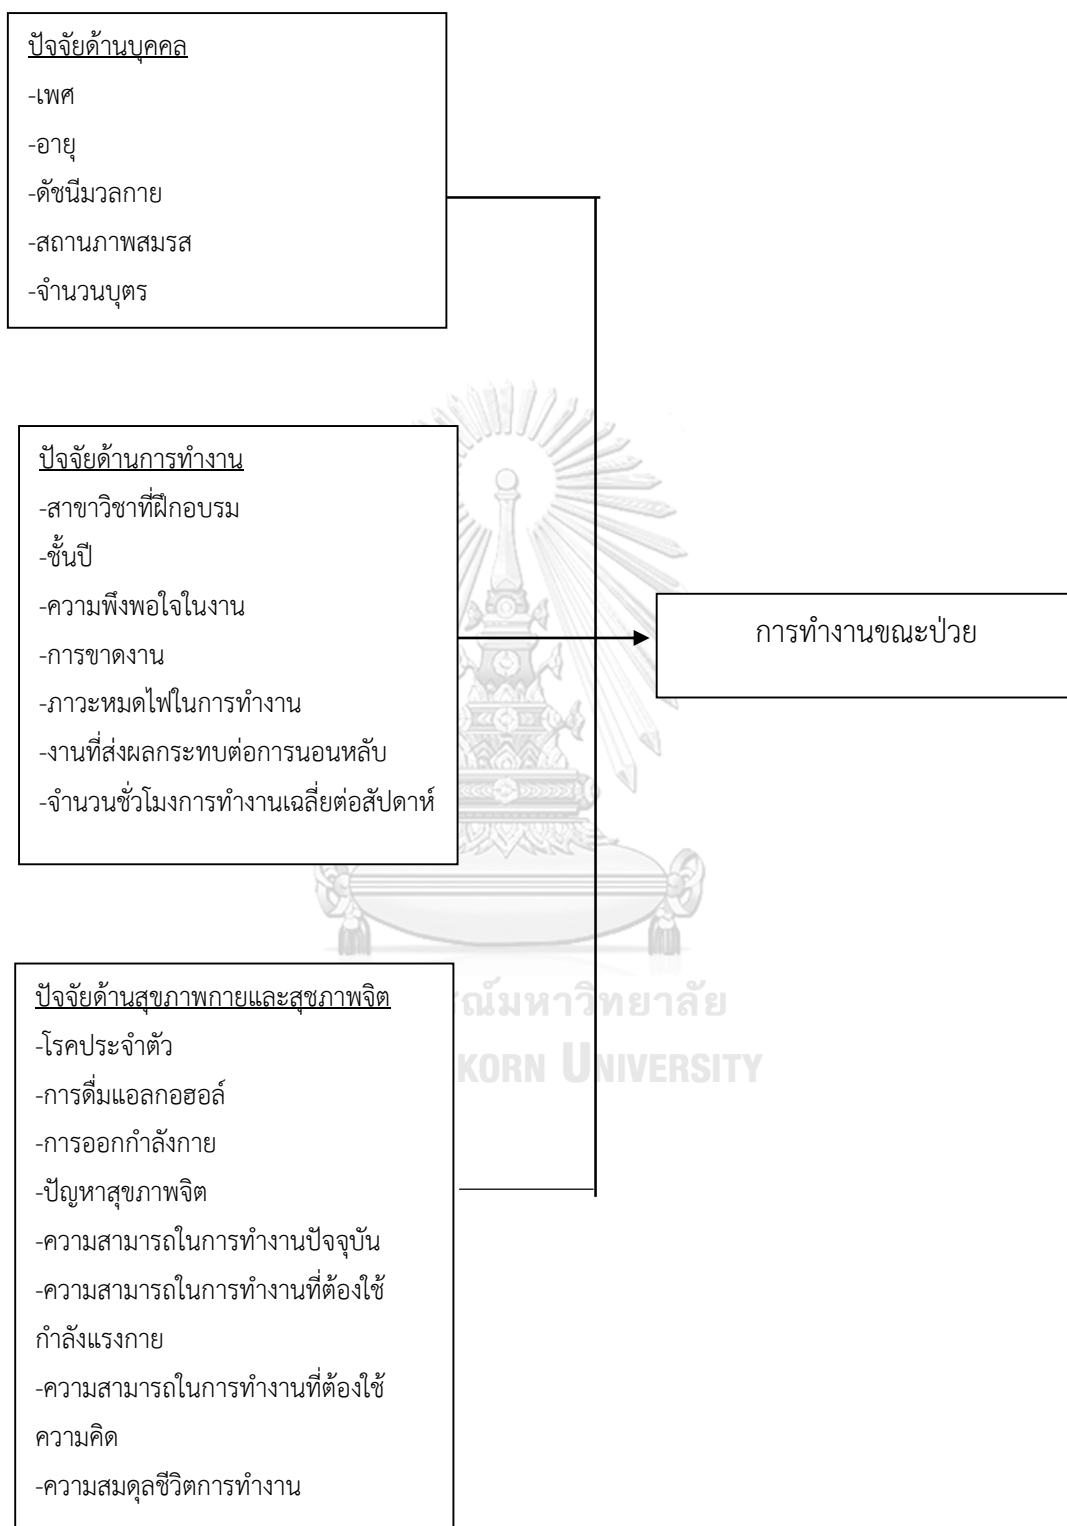 ปัจจัยด้านบุคคล
-เพศ
-อายุ
-ดัชนีมวลกาย
-สถานภาพสมรส
-จำนวนบุตร
ปัจจัยด้านการทำงาน
-สาขาวิชาที่ฝึกอบรม
-ชั้นปี
-ความพึงพอใจในงาน
-การขาดงาน
-ภาวะหมดไฟในการทำงาน
-งานที่ส่งผลกระทบต่อการนอนหลับ
-จำนวนชั่วโมงการทำงานเฉลี่ยต่อสัปดาห์
การทำงานขณะป่วย
ปัจจัยด้านสุขภาพกายและสุชภาพจิต
-โรคประจำตัว
-การดื่มแอลกอฮอล์
-การออกกำลังกาย
-ปัญหาสุขภาพจิต
-ความสามารถในการทำงานปัจจุบัน
-ความสามารถในการทำงานที่ต้องใช้
กำลังแรงกาย
-ความสามารถในการทำงานที่ต้องใช้
ความคิด
-ความสมดุลชีวิตการทำงาน
รณ์มหาวิทยาลัย
KORN UNIVERSITY